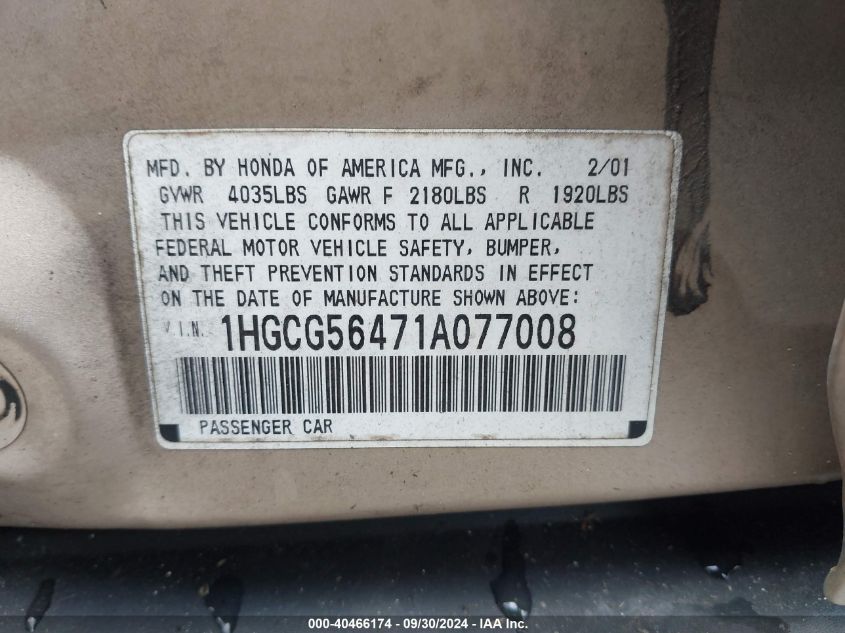 MFD. BY HONDA OF AMERICA MFG., INC. 2/01
GVWR 4035LBS GAWR F 2180LBS R 1920LBS
THIS VEHICLE CONFORMS TO ALL APPLICABLE
FEDERAL MOTOR VEHICLE SAFETY, BUMPER,
AND THEFT PREVENTION STANDARDS IN EFFECT
ON THE DATE OF MANUFACTURE SHOWN ABOVE:
V.I.N. 1HGCG56471A077008
PASSENGER CAR
000-40466174 - 09/30/2024 - IAA Inc.